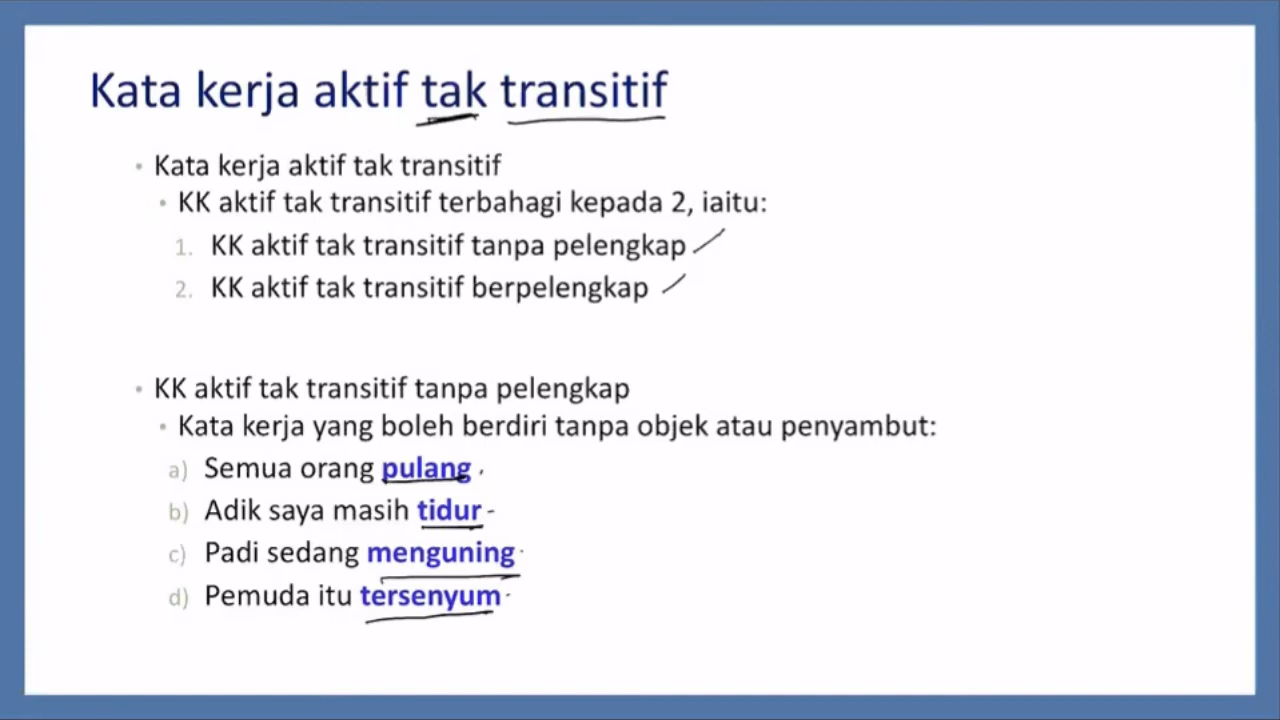 Kata kerja aktif tak transitif
• Kata kerja aktif tak transitif
• KK aktif tak transitif terbahagi kepada 2, iaitu:
1. KK aktif tak transitif tanpa pelengkap
2. KK aktif tak transitif berpelengkap
• KK aktif tak transitif tanpa pelengkap
• Kata kerja yang boleh berdiri tanpa objek atau penyambut:
a) Semua orang pulang
b) Adik saya masih tidur
c) Padi sedang menguning
d) Pemuda itu tersenyum